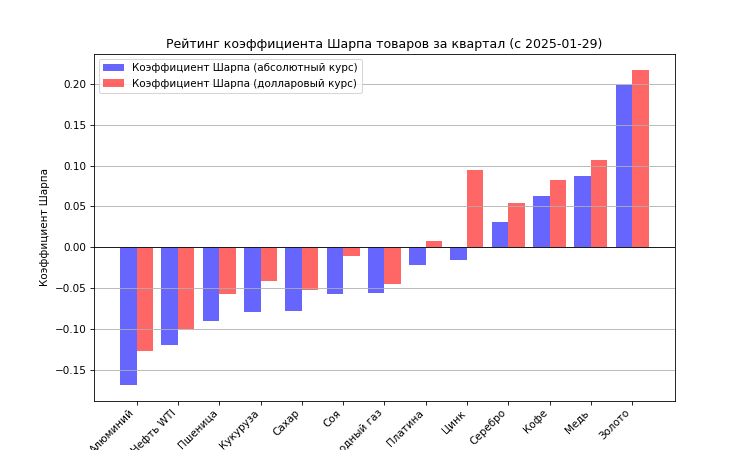 Рейтинг коэффициента Шарпа товаров за квартал (с 2025-01-29)
Коэффициент Шарпа (абсолютный курс)
Коэффициент Шарпа (долларовый курс)
Коэффициент Шарпа
0.20
0.15
0.10
0.05
0.00
−0.05
−0.10
−0.15
Алюминий
Нефть WTI
Пшеница
Кукуруза
Сахар
Соя
одный газ
Платина
Цинк
Серебро
Кофе
Медь
Золото